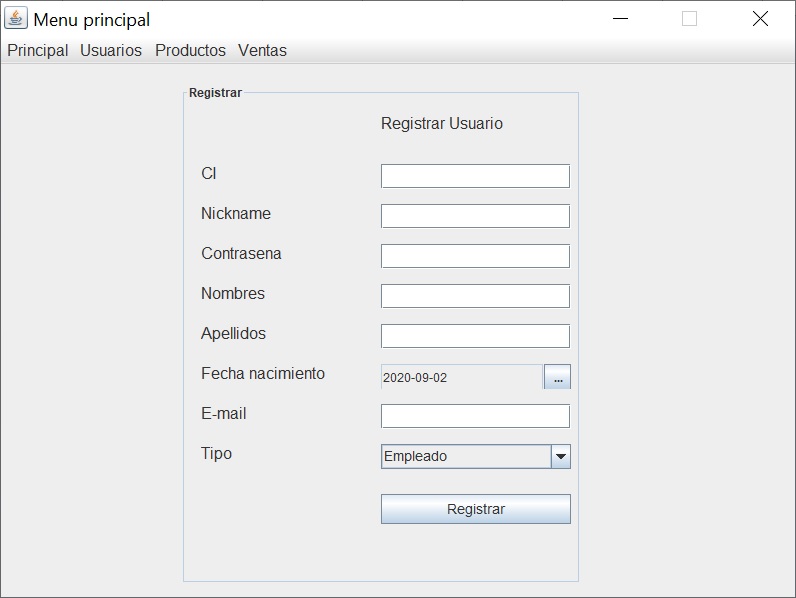 Menu principal
Principal Usuarios Productos Ventas
Registrar
Registrar Usuario
CI
Nickname
Contrasena
Nombres
Apellidos
Fecha nacimiento 2020-09-02 ...
E-mail
Tipo Empleado
Registrar